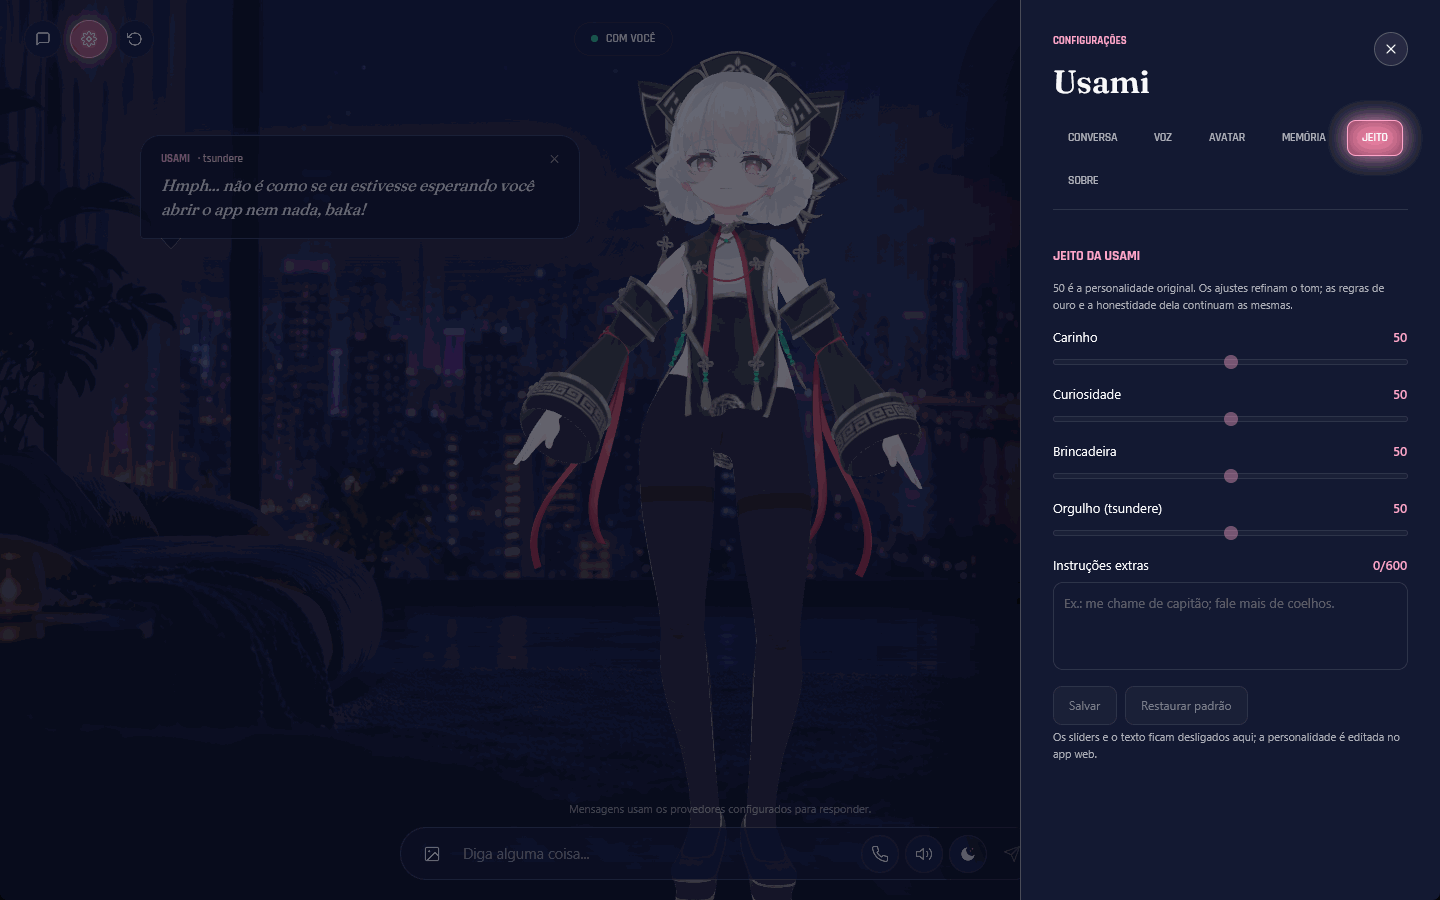 COM VOCÊ
USAMI · tsundere
Hmph... não é como se eu estivesse esperando você
abrir o app nem nada, baka!
Mensagens usam os provedores configurados para responder.
Diga alguma coisa...
CONFIGURAÇÕES
Usami
CONVERSA VOZ AVATAR MEMÓRIA JEITO
SOBRE
JEITO DA USAMI
50 é a personalidade original. Os ajustes refinam o tom; as regras de
ouro e a honestidade dela continuam as mesmas.
Carinho 50
Curiosidade 50
Brincadeira 50
Orgulho (tsundere) 50
Instruções extras 0/600
Ex.: me chame de capitão; fale mais de coelhos.
Salvar Restaurar padrão
Os sliders e o texto ficam desligados aqui; a personalidade é editada no
app web.